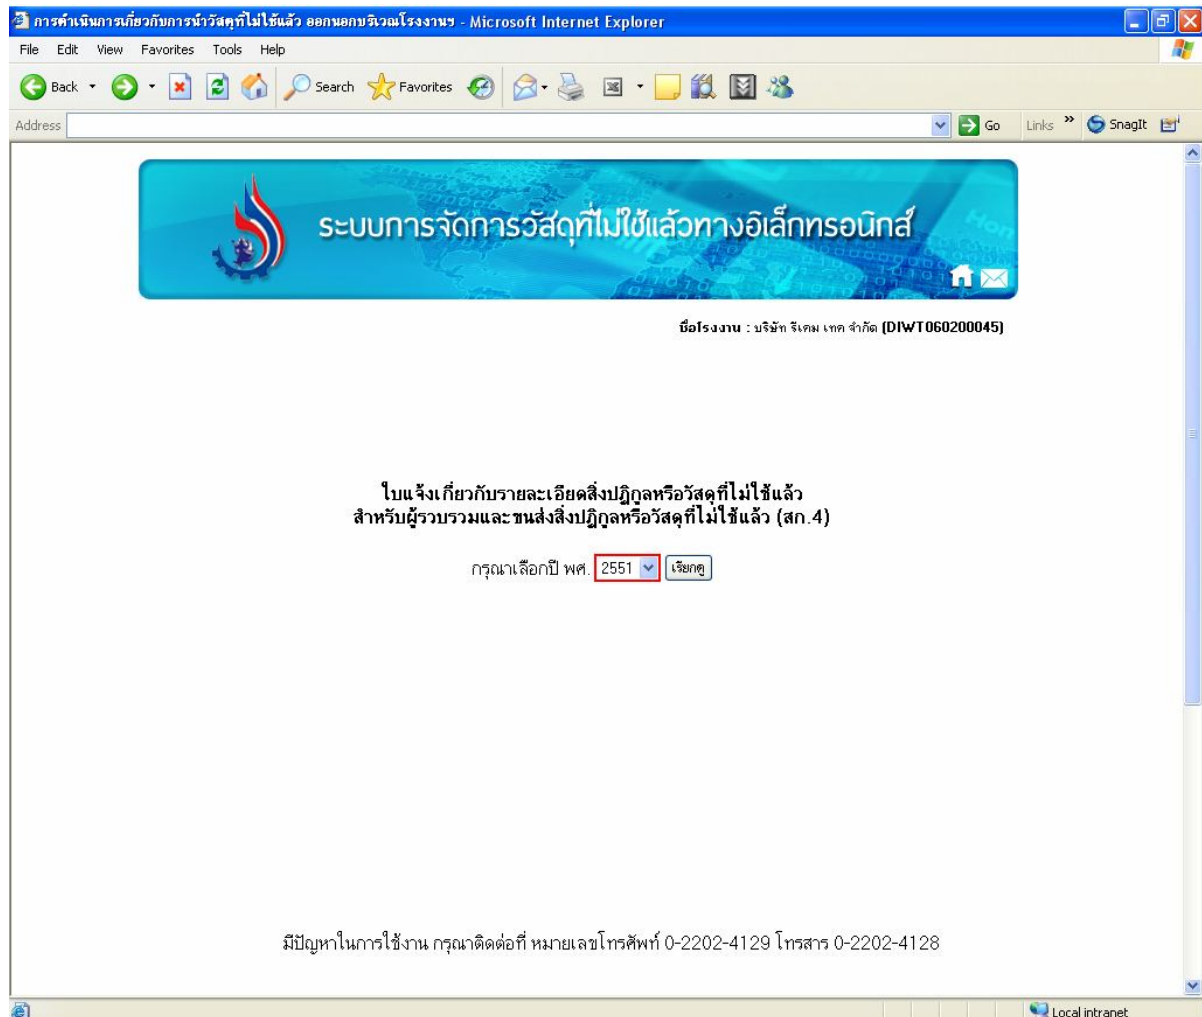 การดำเนินการเกี่ยวกับการนำวัสดุที่ไม่ใช้แล้ว ออกนอกบริเวณโรงงานฯ - Microsoft Internet Explorer
File Edit View Favorites Tools Help
Back Search Favorites
Address Go Links » SnagIt
ระบบการจัดการวัสดุที่ไม่ใช้แล้วทางอิเล็กทรอนิกส์
ชื่อโรงงาน : บริษัท รีเคม เทค จำกัด (DIWT060200045)
ใบแจ้งเกี่ยวกับรายละเอียดสิ่งปฏิกูลหรือวัสดุที่ไม่ใช้แล้ว
สำหรับผู้รวบรวมและขนส่งสิ่งปฏิกูลหรือวัสดุที่ไม่ใช้แล้ว (สก.4)
กรุณาเลือกปี พศ. 2551 เรียกดู
มีปัญหาในการใช้งาน กรุณาติดต่อที่ หมายเลขโทรศัพท์ 0-2202-4129 โทรสาร 0-2202-4128
Local intranet